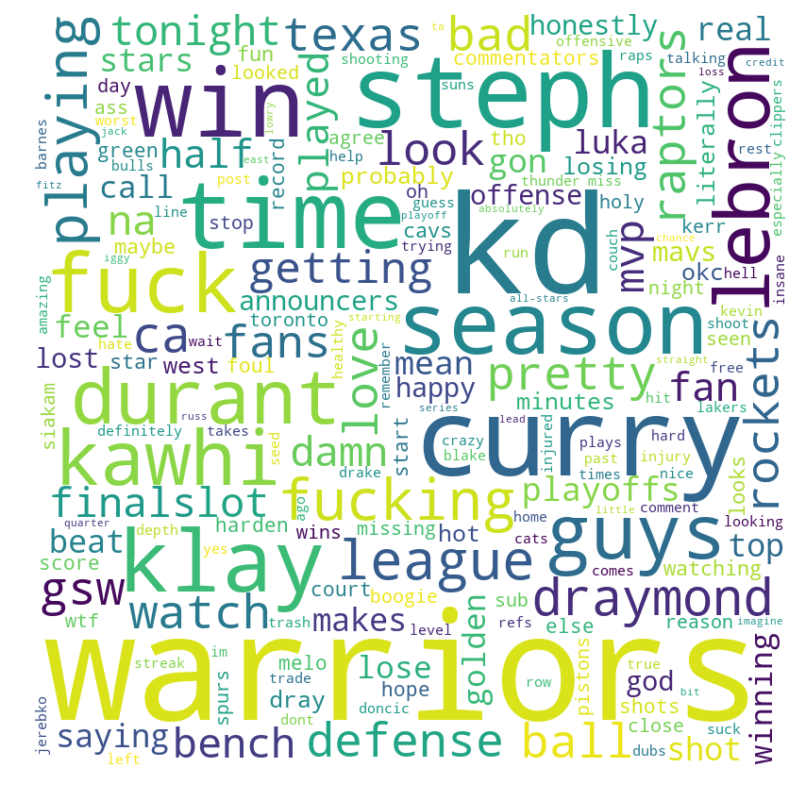 tonight
texas
bad
honestly
real
ta
offensive
commentators
raps
talking
credit
shooting
loss
stars
fun
looked
day
ass
worst
lowry
jack
playing
win
played
steph
suns
raptors
literally
lebron
rest
especially clippers
barnes
green
bulls
half
record
agree
look
tho
luka
losing
probably
gon
east
help
fitz
call
line
post
oh
guess
offense
thunder miss
holy
stop
playoff
absolutely
cavs
trying
kerr
na
time
kd
run
couch
mvp
mavs
okc
hell
insane
chance
maybe
iggy
fuck
getting
night
all-stars
kevin
amazing
announcers
season
shoot
feel
toronto
starting
seen
hate
wait
lost
star
ca
west
fans
foul
healthy
love
remember
mean
happy
pretty
straight
free
hit
lakers
fan
siakam
russ
durant
series
minutes
rockets
definitely
takes
seed
damn
start
lead
curry
plays
hard
crazy
blake
injured
past
injury
looks
kawhi
drake
times
nice
finalslot
ago
fucking
playoffs
little
comment
looking
quarter
depth
harden
missing
home
beat
yes
wins
hot
cats
guys
top
score
klay
league
watching
gsw
court
comes
draymond
wtf
watch
boogie
sub
refs
else
reason
imagine
trash
makes
level
golden
warriors
winning
streak
im
melo
lose
row
pistons
true
god
bit
spurs
trade
hope
doncic
shots
dray
dont
close
suck
jerebko
saying
bench
defense
ball
shot
dubs
left